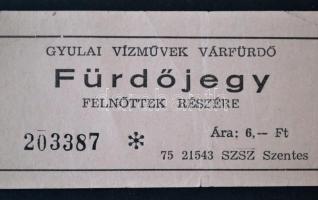 GYULAI VÍZMŰVEK VÁRFÜRDŐ
Fürdőjegy
FELNŐTTEK RÉSZÉRE
203387 * Ára: 6,— Ft
75 21543 SZSZ Szentes